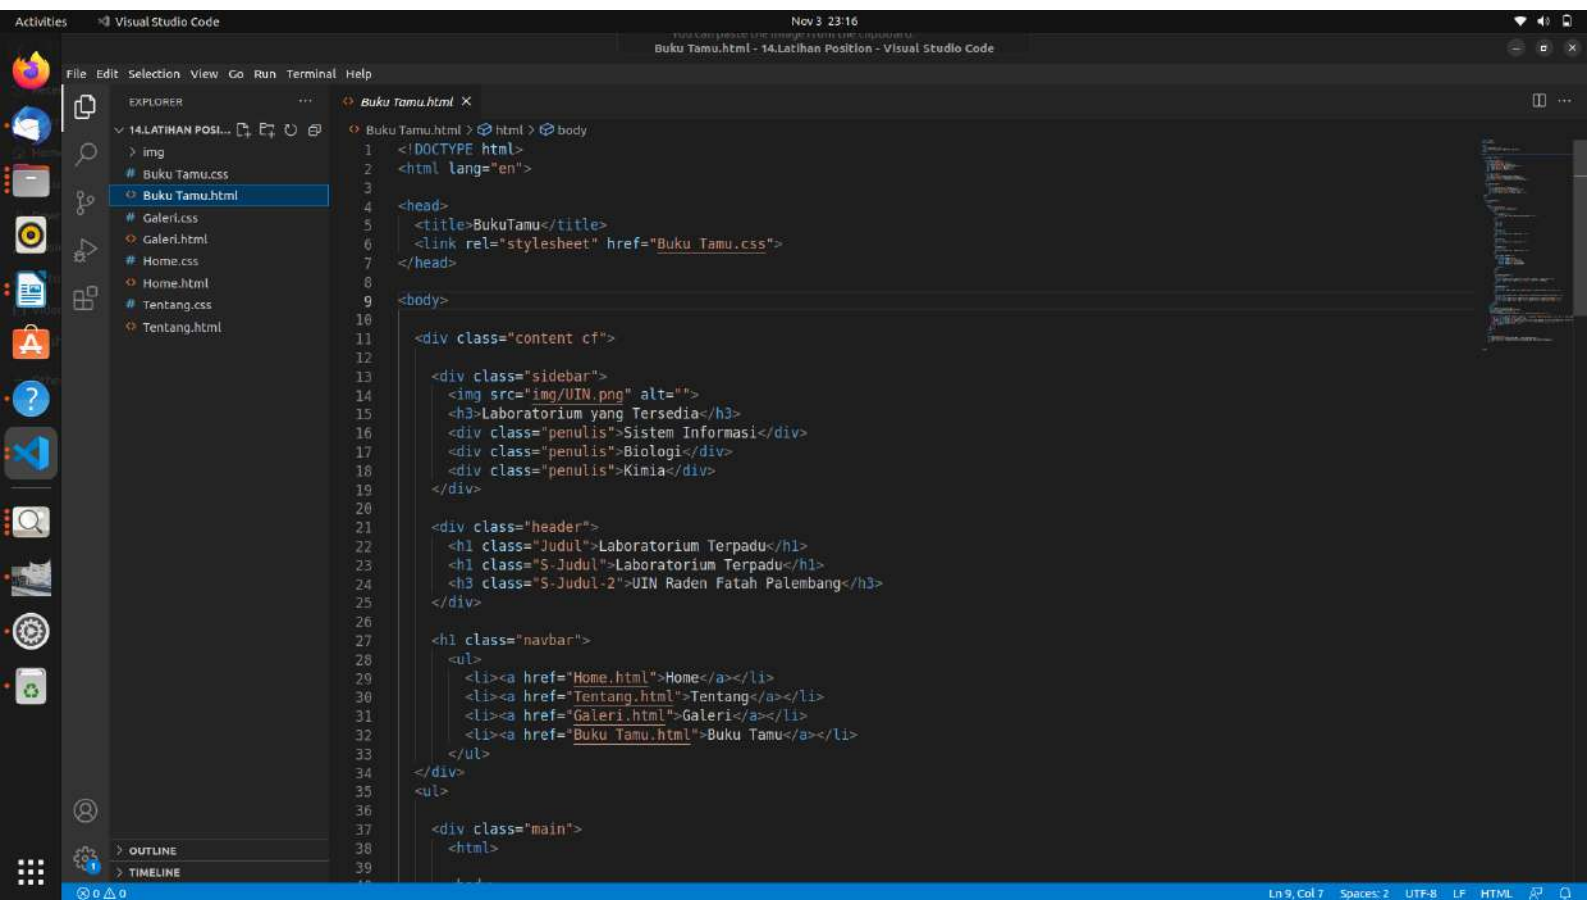 Activities
Visual Studio Code
Nov 3 23:16
You can paste the image from the clipboard.
Buku Tamu.html - 14.Latihan Position - Visual Studio Code
File Edit Selection View Go Run Terminal Help
EXPLORER
14.LATIHAN POSI...
img
Buku Tamu.css
Buku Tamu.html
Galeri.css
Galeri.html
Home.css
Home.html
Tentang.css
Tentang.html
OUTLINE
TIMELINE
Buku Tamu.html
Buku Tamu.html > html > body
1 <!DOCTYPE html>
2 <html lang="en">
3
4 <head>
5 <title>BukuTamu</title>
6 <link rel="stylesheet" href="Buku Tamu.css">
7 </head>
8
9 <body>
10
11 <div class="content cf">
12
13 <div class="sidebar">
14 <img src="img/UIN.png" alt="">
15 <h3>Laboratorium yang Tersedia</h3>
16 <div class="penulis">Sistem Informasi</div>
17 <div class="penulis">Biologi</div>
18 <div class="penulis">Kimia</div>
19 </div>
20
21 <div class="header">
22 <h1 class="Judul">Laboratorium Terpadu</h1>
23 <h1 class="S-Judul">Laboratorium Terpadu</h1>
24 <h3 class="S-Judul-2">UIN Raden Fatah Palembang</h3>
25 </div>
26
27 <h1 class="navbar">
28 <ul>
29 <li><a href="Home.html">Home</a></li>
30 <li><a href="Tentang.html">Tentang</a></li>
31 <li><a href="Galeri.html">Galeri</a></li>
32 <li><a href="Buku Tamu.html">Buku Tamu</a></li>
33 </ul>
34 </div>
35 <ul>
36
37 <div class="main">
38 <html>
39
0 0
1
Ln 9, Col 7 Spaces: 2 UTF-8 LF HTML